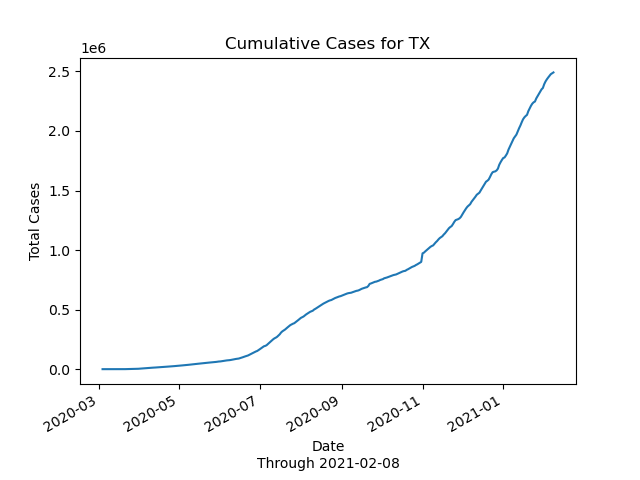 Cumulative Cases for TX
1e6
2.5
2.0
1.5
1.0
0.5
0.0
Total Cases
2020-03
2020-05
2020-07
2020-09
2020-11
2021-01
Date
Through 2021-02-08